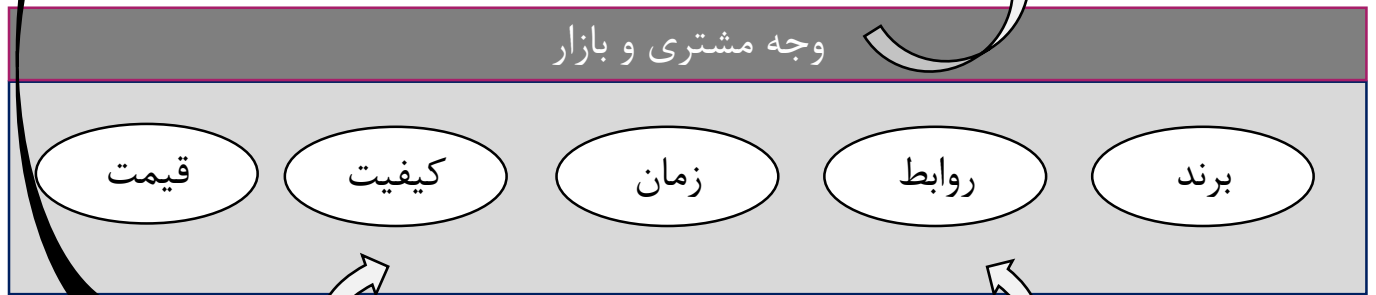 وجه مشتری و بازار
برند
روابط
زمان
کیفیت
قیمت